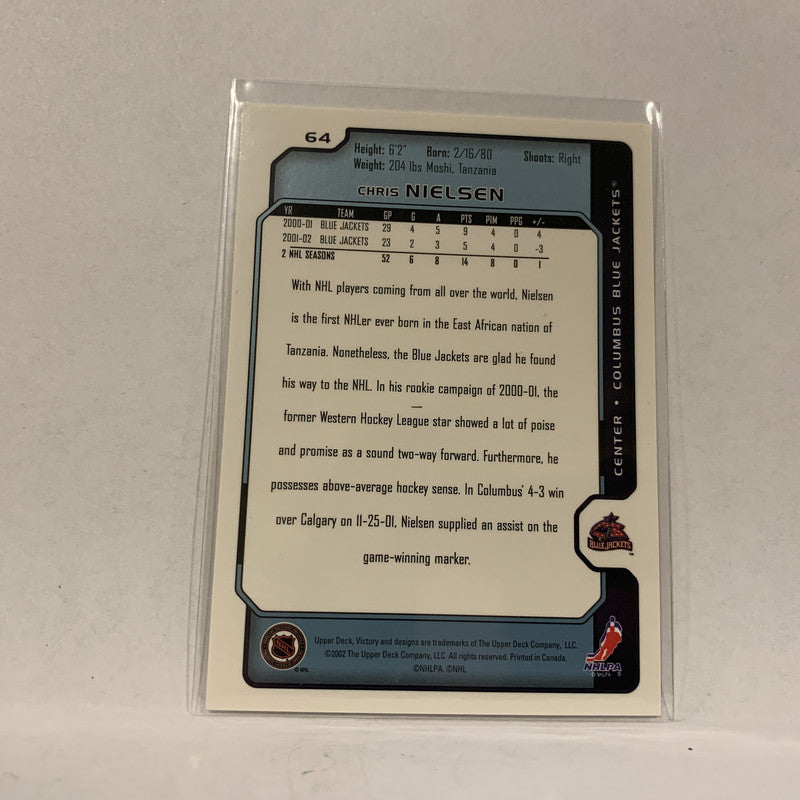 64
Height: 6'2" Born: 2/16/80 Shoots: Right
Weight: 204 lbs Moshi, Tanzania
CHRIS NIELSEN
YR TEAM GP G A PTS PIM PPG +/-
2000-01 BLUE JACKETS 29 4 5 9 4 0 4
2001-02 BLUE JACKETS 23 2 3 5 4 0 -3
2 NHL SEASONS 52 6 8 14 8 0 1
With NHL players coming from all over the world, Nielsen
is the first NHLer ever born in the East African nation of
Tanzania. Nonetheless, the Blue Jackets are glad he found
his way to the NHL. In his rookie campaign of 2000-01, the
former Western Hockey League star showed a lot of poise
and promise as a sound two-way forward. Furthermore, he
possesses above-average hockey sense. In Columbus' 4-3 win
over Calgary on 11-25-01, Nielsen supplied an assist on the
game-winning marker.
CENTER • COLUMBUS BLUE JACKETS®
BLUE JACKETS
TM
Upper Deck, Victory and designs are trademarks of The Upper Deck Company, LLC.
©2002 The Upper Deck Company, LLC. All rights reserved. Printed in Canada.
©NHLPA. ©NHL
NHL
© NHL
NHLPA